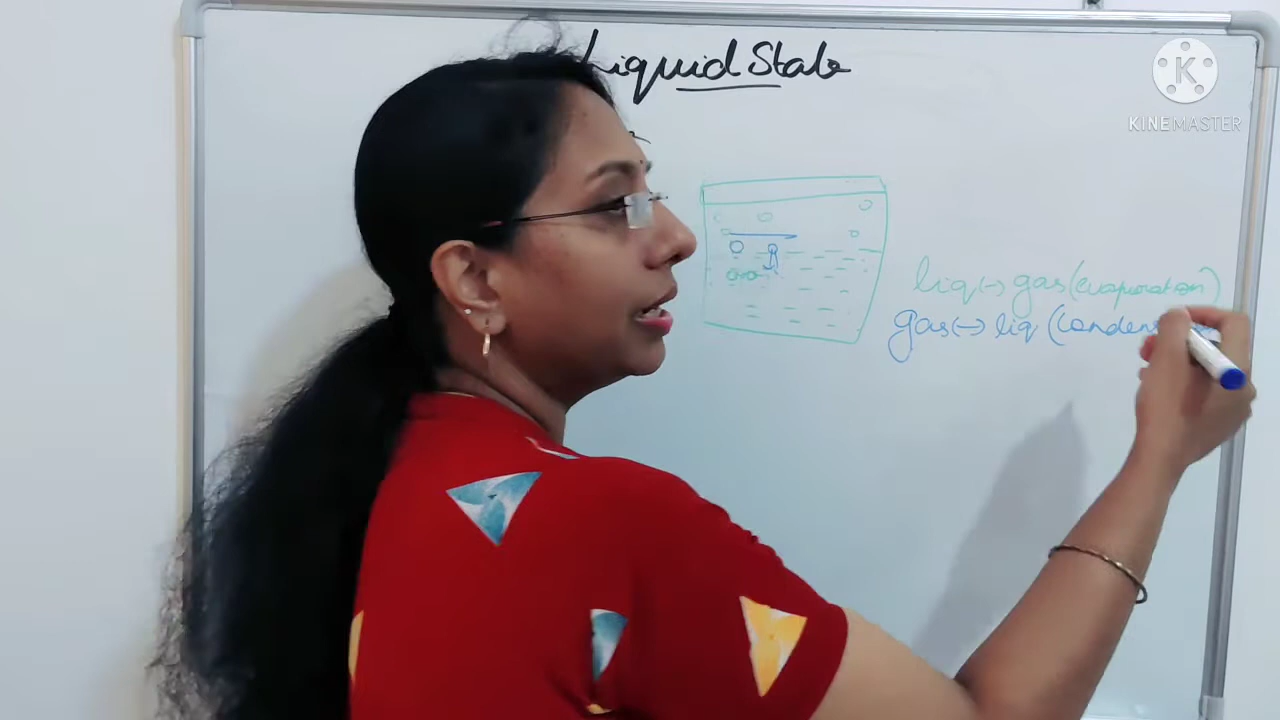 Liquid State
KINEMASTER
liq → gas (evaporation)
gas → liq (conden